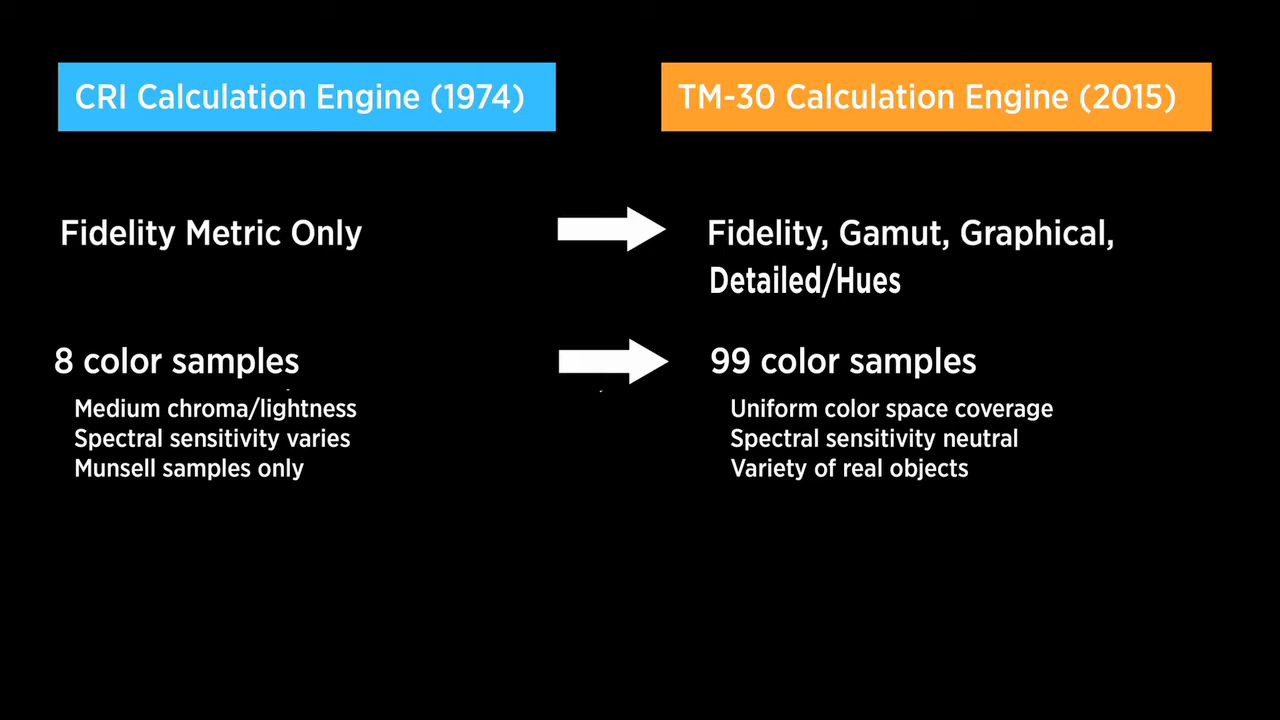 CRI Calculation Engine (1974)
TM-30 Calculation Engine (2015)
Fidelity Metric Only
Fidelity, Gamut, Graphical,
Detailed/Hues
8 color samples
Medium chroma/lightness
Spectral sensitivity varies
Munsell samples only
99 color samples
Uniform color space coverage
Spectral sensitivity neutral
Variety of real objects